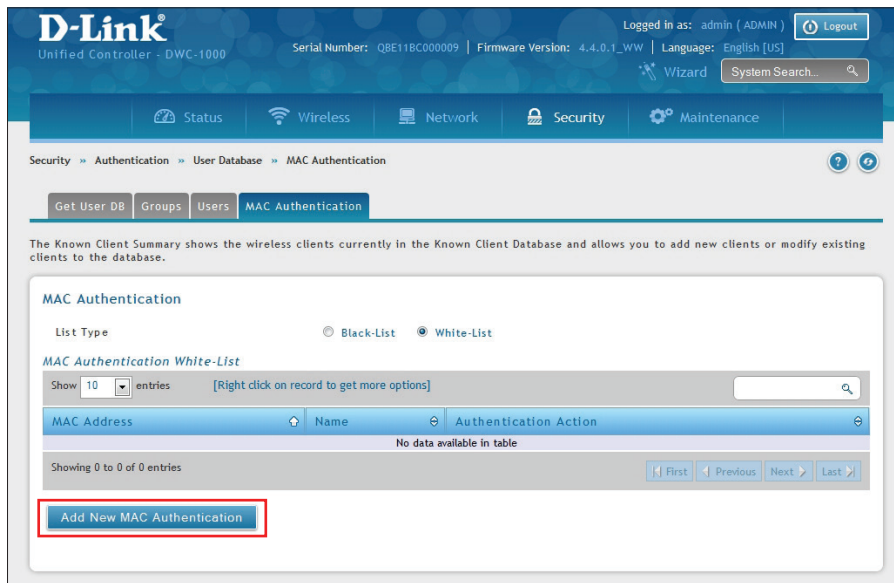 D-Link®
Logged in as: admin ( ADMIN ) Logout
Unified Controller - DWC-1000
Serial Number: QBE11BC000009 | Firmware Version: 4.4.0.1_WW | Language: English [US]
Wizard System Search...
Status Wireless Network Security Maintenance
Security » Authentication » User Database » MAC Authentication ?
Get User DB Groups Users MAC Authentication
The Known Client Summary shows the wireless clients currently in the Known Client Database and allows you to add new clients or modify existing
clients to the database.
MAC Authentication
List Type Black-List White-List
MAC Authentication White-List
Show 10 entries [Right click on record to get more options]
MAC Address Name Authentication Action
No data available in table
Showing 0 to 0 of 0 entries First Previous Next Last
Add New MAC Authentication